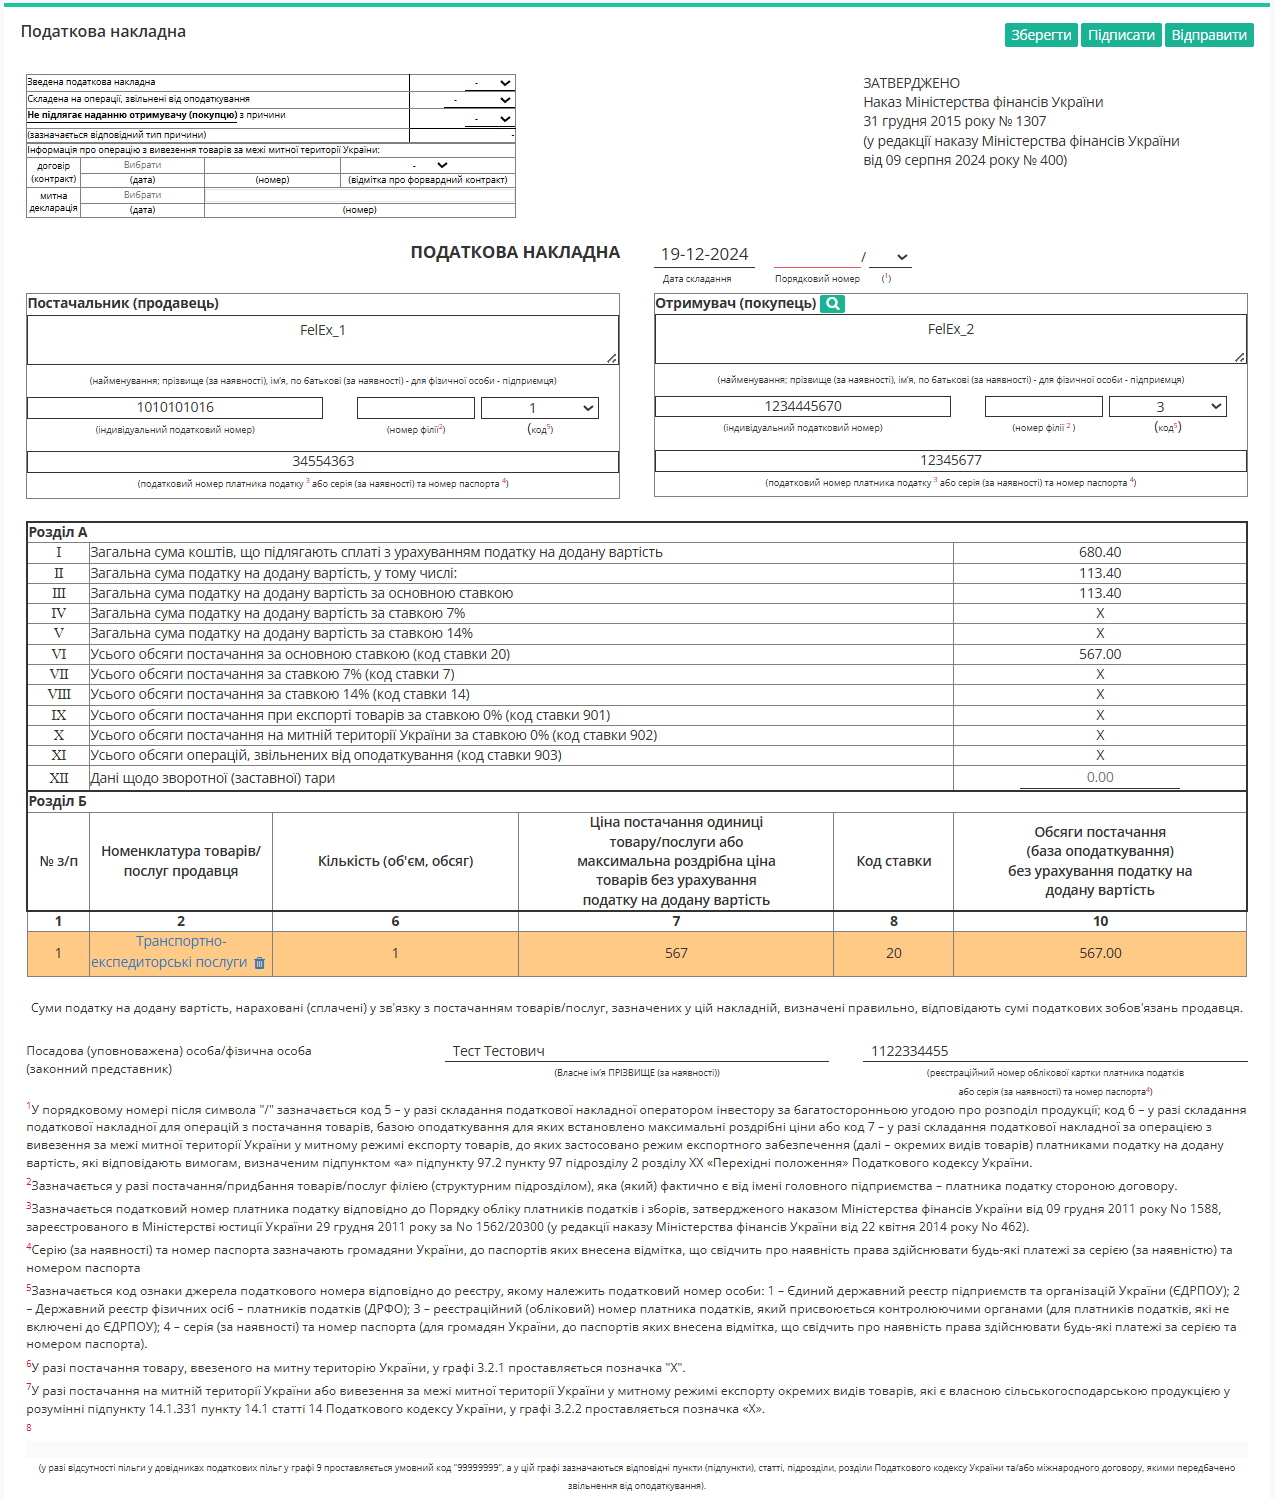 Податкова накладна
Зберегти Підписати Відправити
Зведена податкова накладна -
Складена на операції, звільнені від оподаткування -
Не підлягає наданню отримувачу (покупцю) з причини -
(зазначається відповідний тип причини) -
Інформація про операцію з вивезення товарів за межі митної території України:
договір (контракт) Вибрати -
(дата) (номер) (відмітка про форвардний контракт)
митна декларація Вибрати
(дата) (номер)
ЗАТВЕРДЖЕНО
Наказ Міністерства фінансів України
31 грудня 2015 року № 1307
(у редакції наказу Міністерства фінансів України
від 09 серпня 2024 року № 400)
ПОДАТКОВА НАКЛАДНА 19-12-2024 /
Дата складання Порядковий номер (1)
Постачальник (продавець)
FelEx_1
(найменування; прізвище (за наявності), ім'я, по батькові (за наявності) - для фізичної особи - підприємця)
1010101016 1
(індивідуальний податковий номер) (номер філії2) (код5)
34554363
(податковий номер платника податку 3 або серія (за наявності) та номер паспорта 4)
Отримувач (покупець)
FelEx_2
(найменування; прізвище (за наявності), ім'я, по батькові (за наявності) - для фізичної особи - підприємця)
1234445670 3
(індивідуальний податковий номер) (номер філії 2 ) (код5)
12345677
(податковий номер платника податку 3 або серія (за наявності) та номер паспорта 4)
Розділ А
I Загальна сума коштів, що підлягають сплаті з урахуванням податку на додану вартість 680.40
II Загальна сума податку на додану вартість, у тому числі: 113.40
III Загальна сума податку на додану вартість за основною ставкою 113.40
IV Загальна сума податку на додану вартість за ставкою 7% X
V Загальна сума податку на додану вартість за ставкою 14% X
VI Усього обсяги постачання за основною ставкою (код ставки 20) 567.00
VII Усього обсяги постачання за ставкою 7% (код ставки 7) X
VIII Усього обсяги постачання за ставкою 14% (код ставки 14) X
IX Усього обсяги постачання при експорті товарів за ставкою 0% (код ставки 901) X
X Усього обсяги постачання на митній території України за ставкою 0% (код ставки 902) X
XI Усього обсяги операцій, звільнених від оподаткування (код ставки 903) X
XII Дані щодо зворотної (заставної) тари 0.00
Розділ Б
№ з/п
Номенклатура товарів/
послуг продавця
Кількість (об'єм, обсяг)
Ціна постачання одиниці
товару/послуги або
максимальна роздрібна ціна
товарів без урахування
податку на додану вартість
Код ставки
Обсяги постачання
(база оподаткування)
без урахування податку на
додану вартість
1 2 6 7 8 10
1 Транспортно-
експедиторські послуги 1 567 20 567.00
Суми податку на додану вартість, нараховані (сплачені) у зв'язку з постачанням товарів/послуг, зазначених у цій накладній, визначені правильно, відповідають сумі податкових зобов'язань продавця.
Посадова (уповноважена) особа/фізична особа
(законний представник)
Тест Тестович
(Власне ім'я ПРІЗВИЩЕ (за наявності))
1122334455
(реєстраційний номер облікової картки платника податків
або серія (за наявності) та номер паспорта4)
1У порядковому номері після символа "/" зазначається код 5 – у разі складання податкової накладної оператором інвестору за багатосторонньою угодою про розподіл продукції; код 6 – у разі складання
податкової накладної для операцій з постачання товарів, базою оподаткування для яких встановлено максимальні роздрібні ціни або код 7 – у разі складання податкової накладної за операцією з
вивезення за межі митної території України у митному режимі експорту товарів, до яких застосовано режим експортного забезпечення (далі – окремих видів товарів) платниками податку на додану
вартість, які відповідають вимогам, визначеним підпунктом «а» підпункту 97.2 пункту 97 підрозділу 2 розділу XX «Перехідні положення» Податкового кодексу України.
2Зазначається у разі постачання/придбання товарів/послуг філією (структурним підрозділом), яка (який) фактично є від імені головного підприємства – платника податку стороною договору.
3Зазначається податковий номер платника податку відповідно до Порядку обліку платників податків і зборів, затвердженого наказом Міністерства фінансів України від 09 грудня 2011 року No 1588,
зареєстрованого в Міністерстві юстиції України 29 грудня 2011 року за No 1562/20300 (у редакції наказу Міністерства фінансів України від 22 квітня 2014 року No 462).
4Серію (за наявності) та номер паспорта зазначають громадяни України, до паспортів яких внесена відмітка, що свідчить про наявність права здійснювати будь-які платежі за серією (за наявністю) та
номером паспорта
5Зазначається код ознаки джерела податкового номера відповідно до реєстру, якому належить податковий номер особи: 1 – Єдиний державний реєстр підприємств та організацій України (ЄДРПОУ); 2
– Державний реєстр фізичних осіб – платників податків (ДРФО); 3 – реєстраційний (обліковий) номер платника податків, який присвоюється контролюючими органами (для платників податків, які не
включені до ЄДРПОУ); 4 – серія (за наявності) та номер паспорта (для громадян України, до паспортів яких внесена відмітка, що свідчить про наявність права здійснювати будь-які платежі за серією та
номером паспорта).
6У разі постачання товару, ввезеного на митну територію України, у графі 3.2.1 проставляється позначка "X".
7У разі постачання на митній території України або вивезення за межі митної території України у митному режимі експорту окремих видів товарів, які є власною сільськогосподарською продукцією у
розумінні підпункту 14.1.331 пункту 14.1 статті 14 Податкового кодексу України, у графі 3.2.2 проставляється позначка «X».
8
(у разі відсутності пільги у довідниках податкових пільг у графі 9 проставляється умовний код "99999999", а у цій графі зазначаються відповідні пункти (підпункти), статті, підрозділи, розділи Податкового кодексу України та/або міжнародного договору, якими передбачено
звільнення від оподаткування).